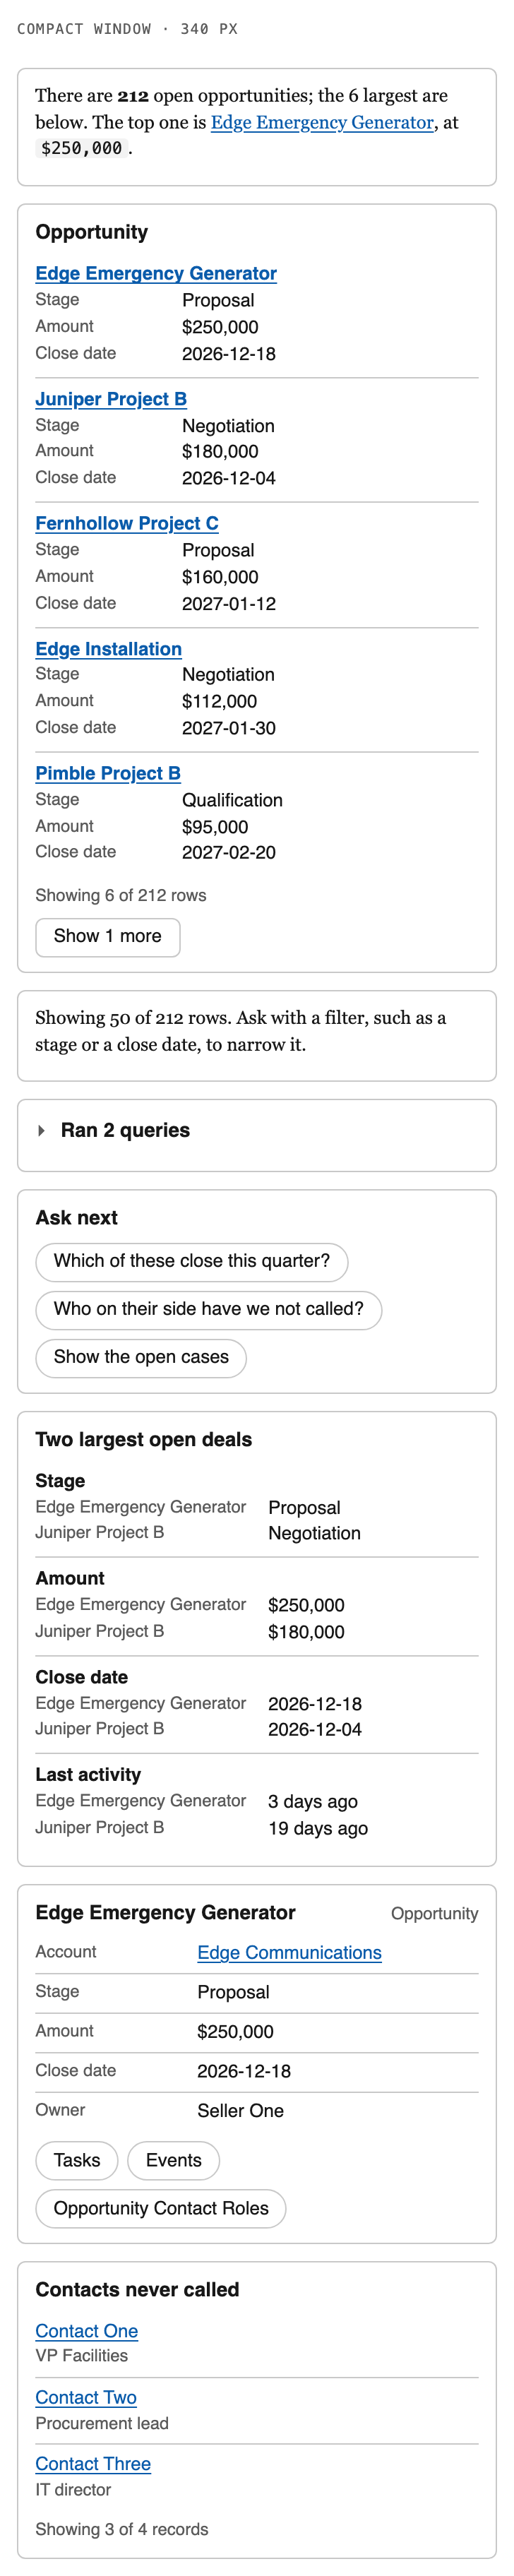 COMPACT WINDOW · 340 PX
There are 212 open opportunities; the 6 largest are
below. The top one is Edge Emergency Generator, at
$250,000.
Opportunity
Edge Emergency Generator
Stage Proposal
Amount $250,000
Close date 2026-12-18
Juniper Project B
Stage Negotiation
Amount $180,000
Close date 2026-12-04
Fernhollow Project C
Stage Proposal
Amount $160,000
Close date 2027-01-12
Edge Installation
Stage Negotiation
Amount $112,000
Close date 2027-01-30
Pimble Project B
Stage Qualification
Amount $95,000
Close date 2027-02-20
Showing 6 of 212 rows
Show 1 more
Showing 50 of 212 rows. Ask with a filter, such as a
stage or a close date, to narrow it.
Ran 2 queries
Ask next
Which of these close this quarter?
Who on their side have we not called?
Show the open cases
Two largest open deals
Stage
Edge Emergency Generator Proposal
Juniper Project B Negotiation
Amount
Edge Emergency Generator $250,000
Juniper Project B $180,000
Close date
Edge Emergency Generator 2026-12-18
Juniper Project B 2026-12-04
Last activity
Edge Emergency Generator 3 days ago
Juniper Project B 19 days ago
Edge Emergency Generator Opportunity
Account Edge Communications
Stage Proposal
Amount $250,000
Close date 2026-12-18
Owner Seller One
Tasks Events
Opportunity Contact Roles
Contacts never called
Contact One
VP Facilities
Contact Two
Procurement lead
Contact Three
IT director
Showing 3 of 4 records